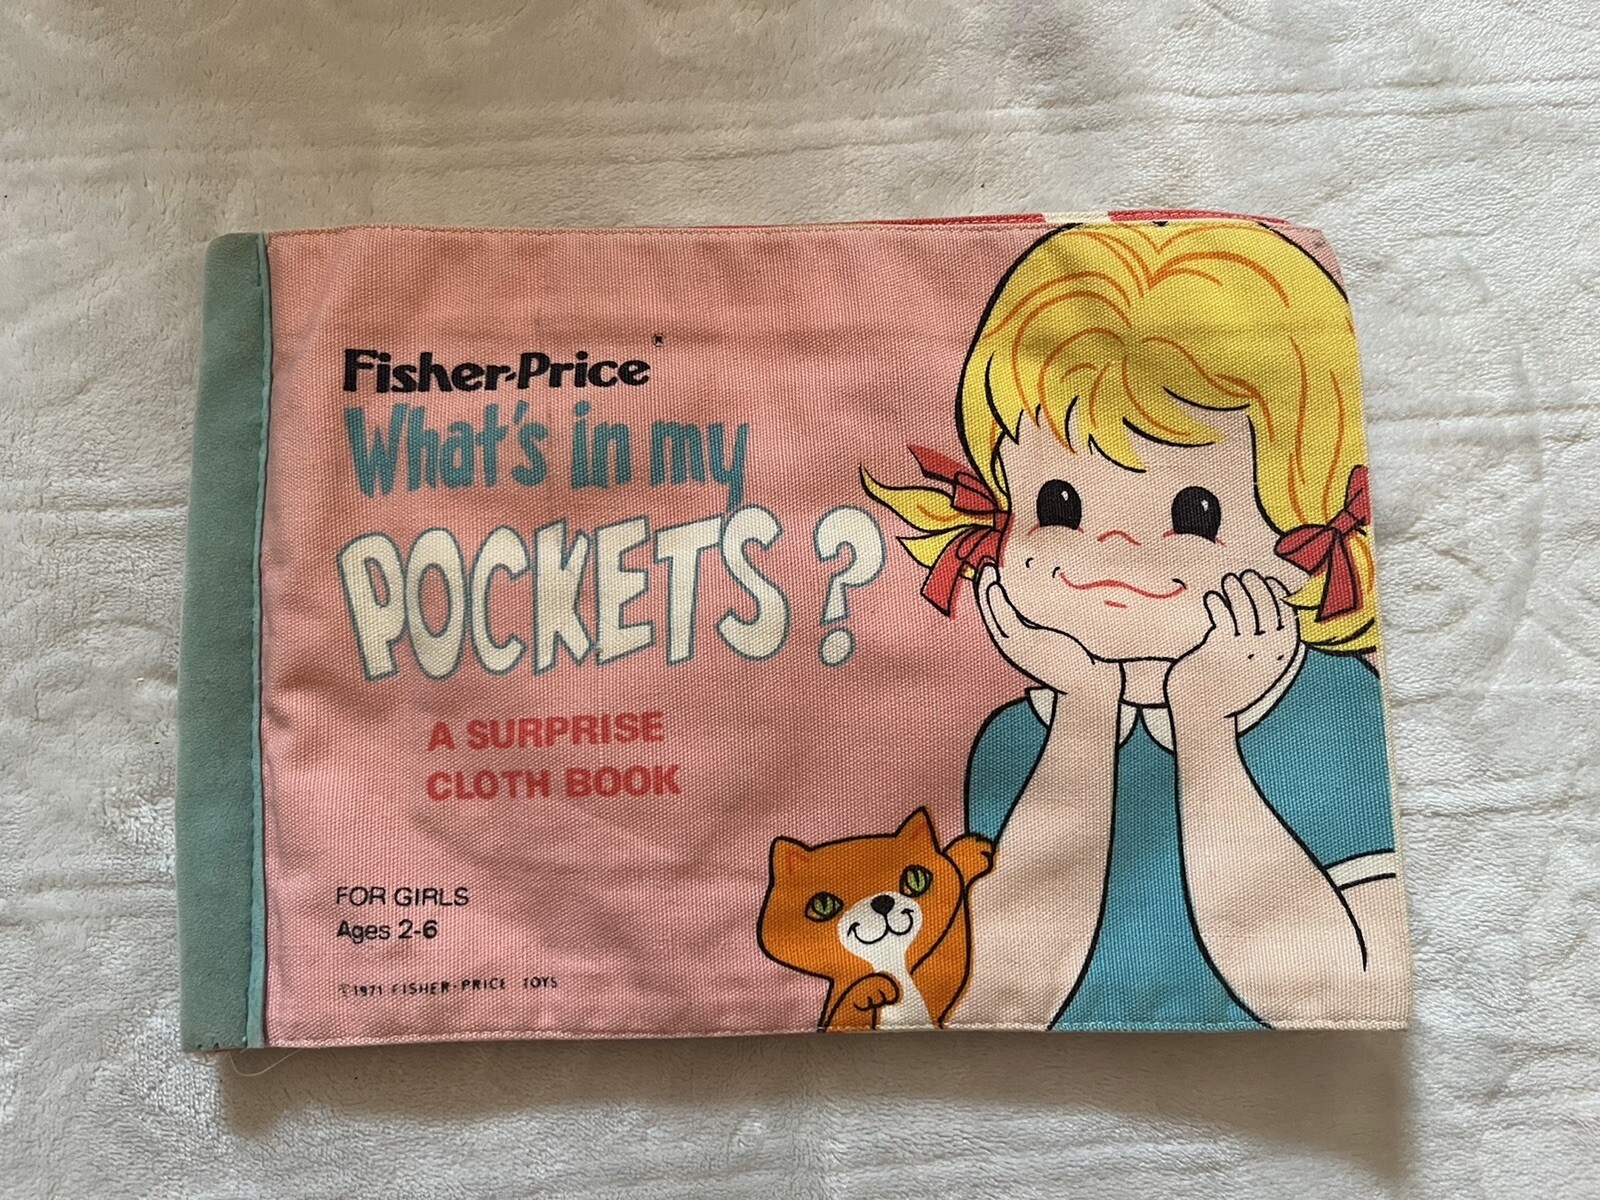 Fisher-Price®
What's in my
POCKETS?
A SURPRISE
CLOTH BOOK
FOR GIRLS
Ages 2-6
©1971 FISHER-PRICE TOYS